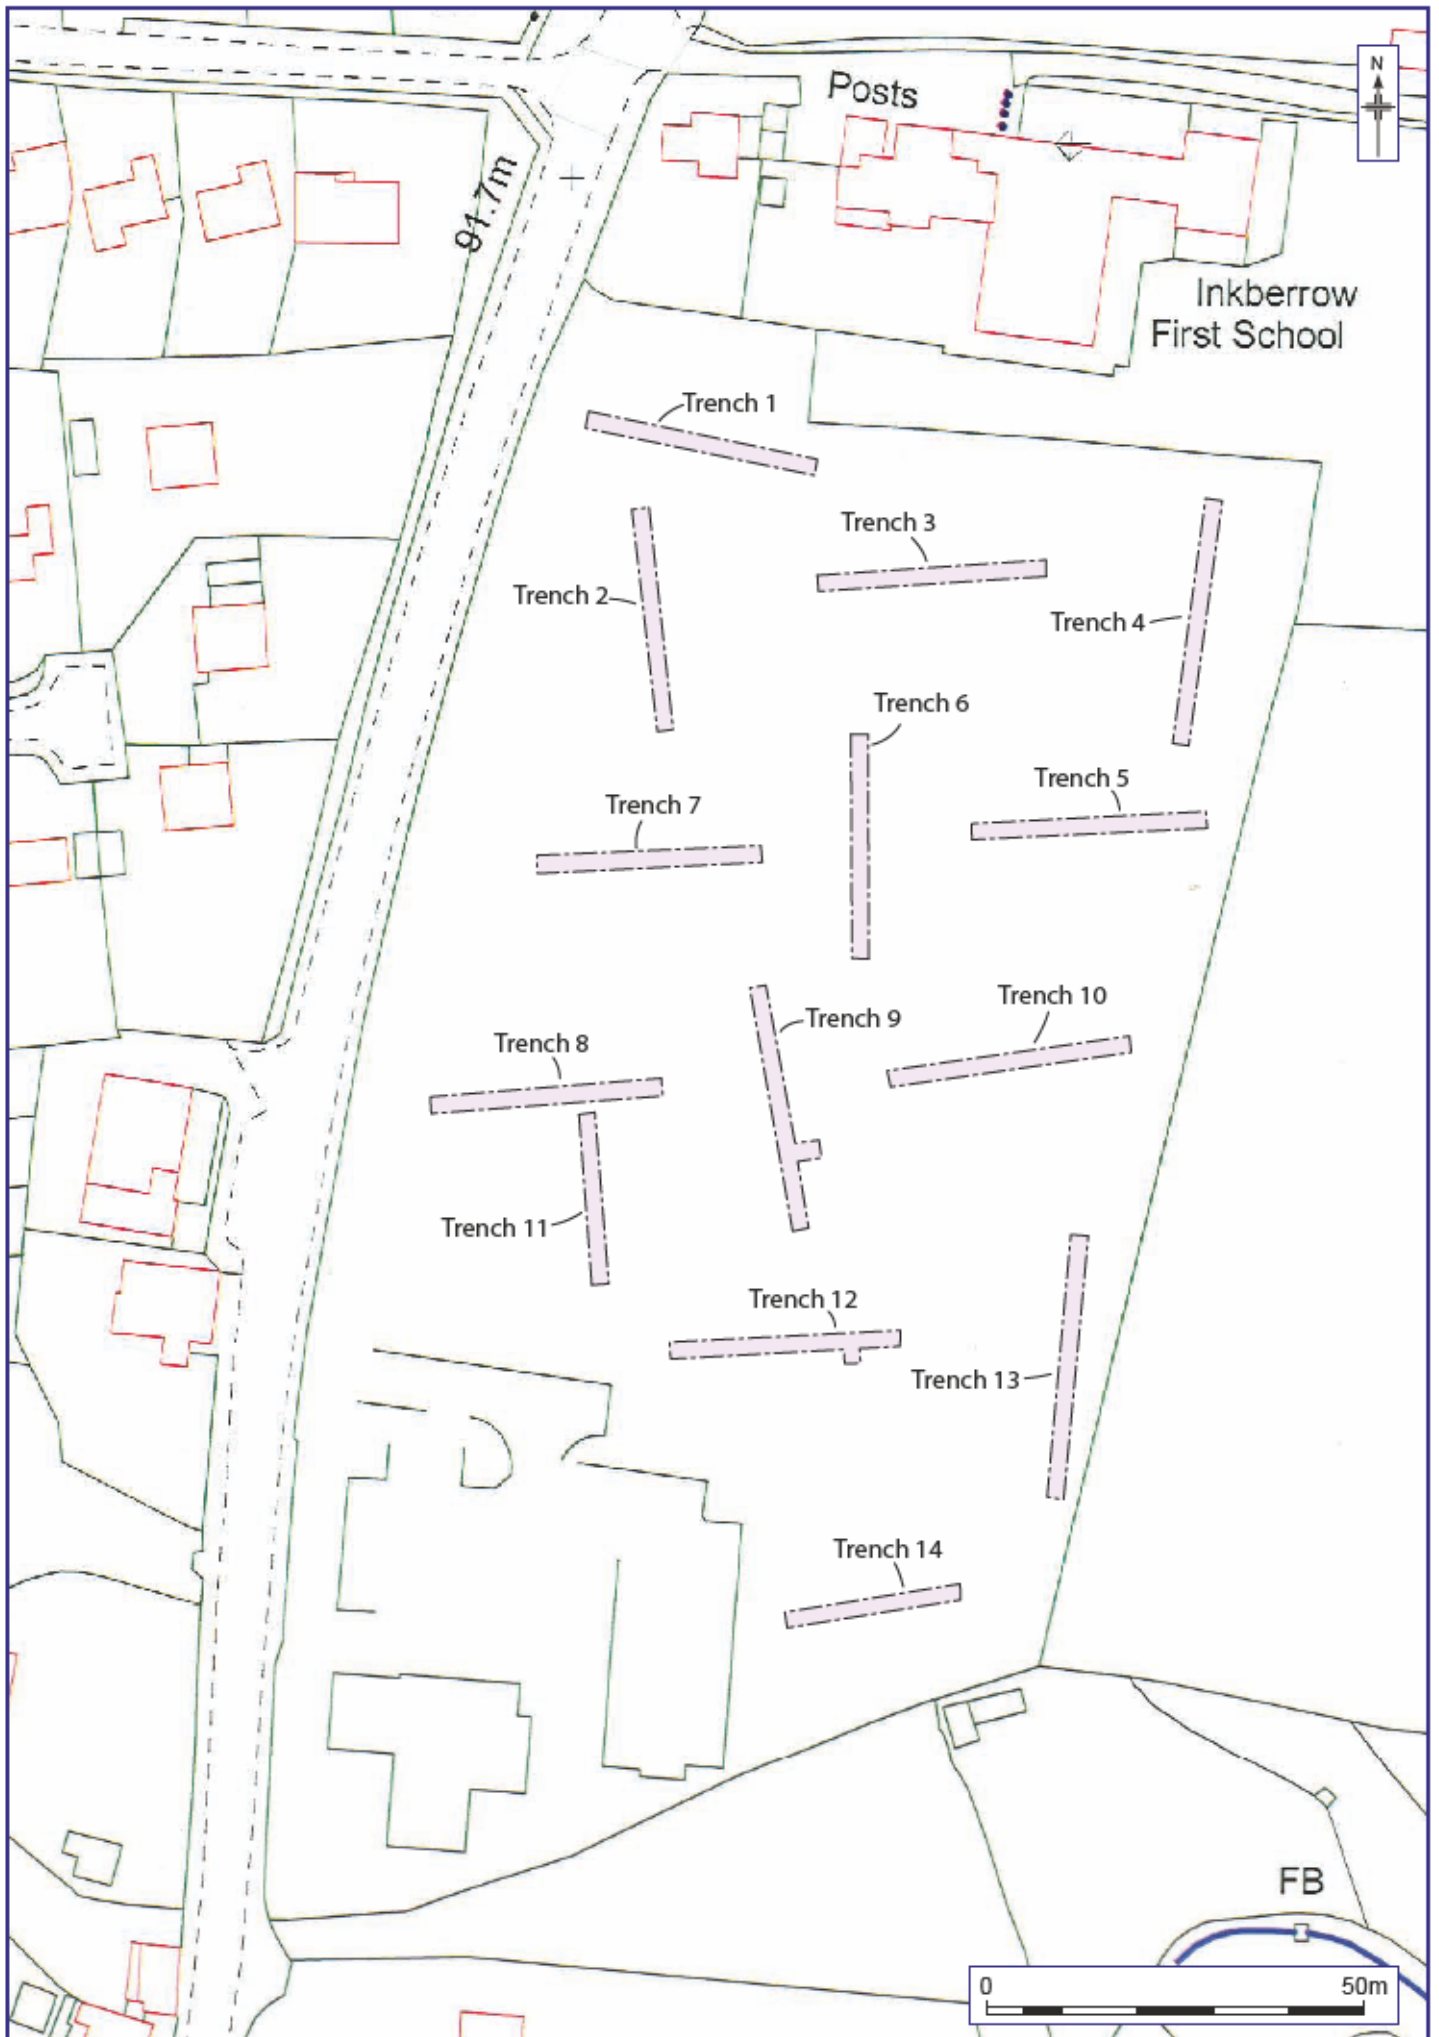 N
Posts
91.7m
Inkberrow
First School
Trench 1
Trench 3
Trench 2
Trench 4
Trench 6
Trench 5
Trench 7
Trench 10
Trench 9
Trench 8
Trench 11
Trench 12
Trench 13
Trench 14
FB
0 50m